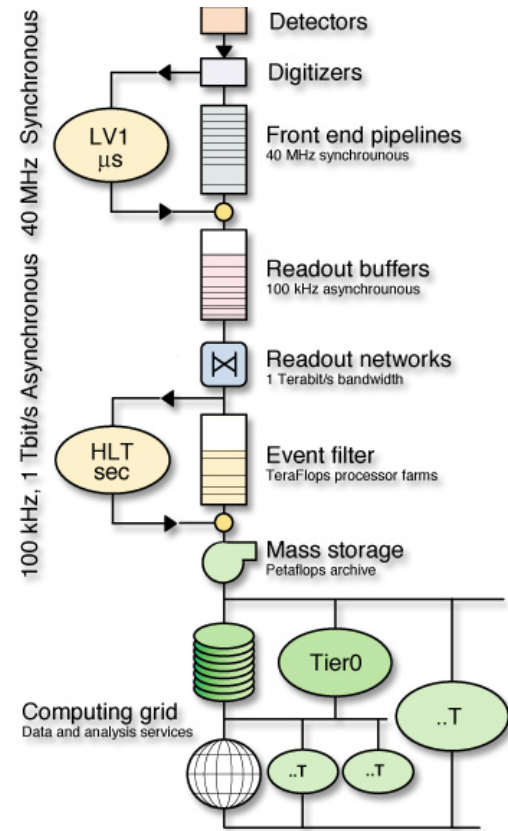 Detectors
Digitizers
LV1
μs
Front end pipelines
40 MHz synchrounous
40 MHz Synchronous
Readout buffers
100 kHz asynchrounous
Readout networks
1 Terabit/s bandwidth
HLT
sec
Event filter
TeraFlops processor farms
100 kHz, 1 Tbit/s Asynchronous
Mass storage
Petaflops archive
Tier0
..T
Computing grid
Data and analysis services
..T
..T